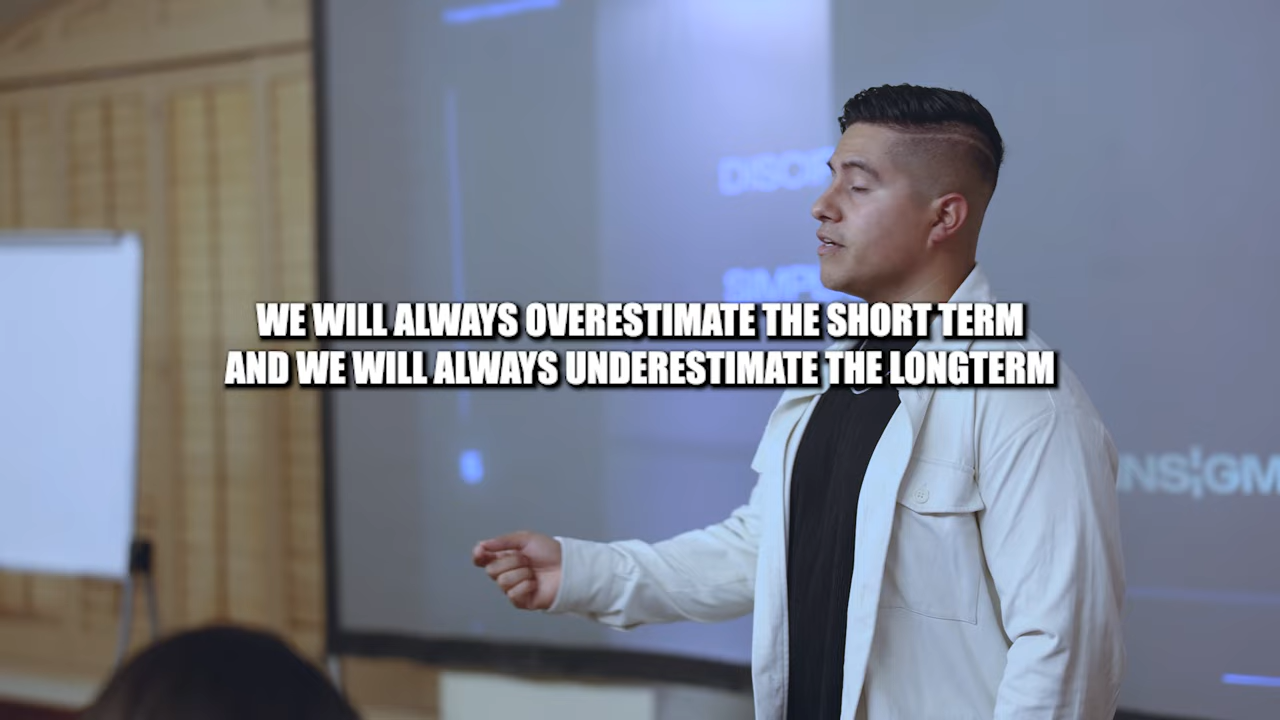 WE WILL ALWAYS OVERESTIMATE THE SHORT TERM
AND WE WILL ALWAYS UNDERESTIMATE THE LONGTERM